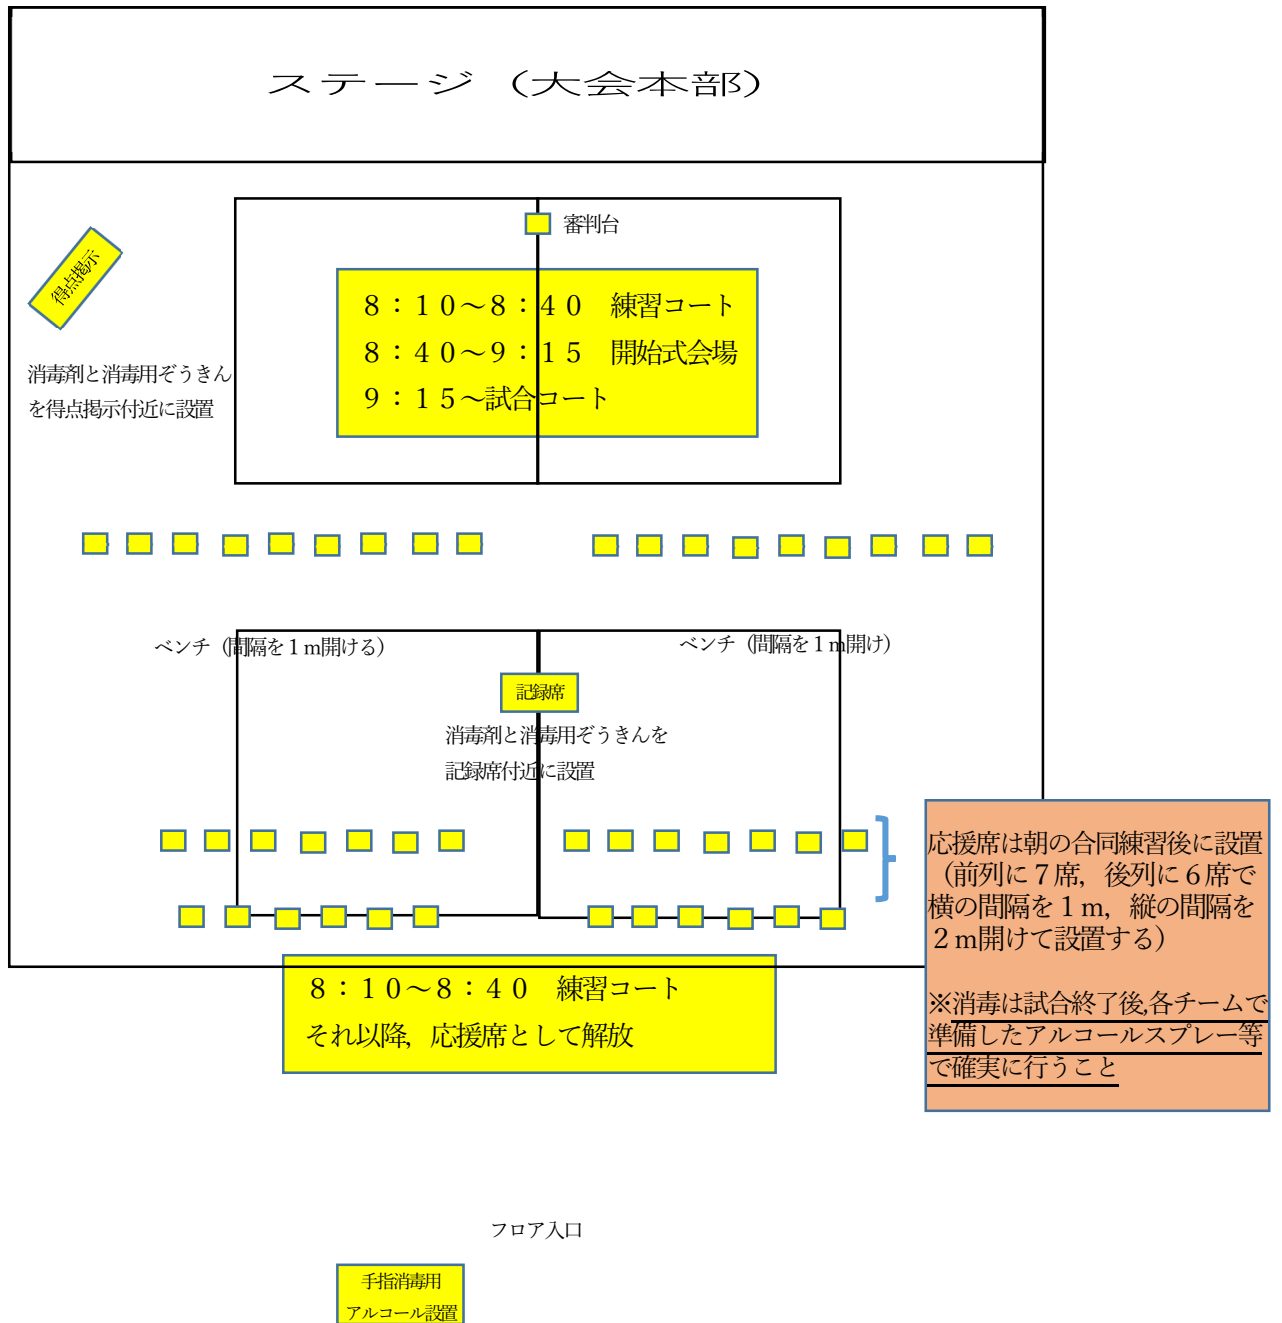 ステージ（大会本部）
審判台
得点掲示
８：１０～８：４０　練習コート
８：４０～９：１５　開始式会場
９：１５～試合コート
消毒剤と消毒用ぞうきん
を得点掲示付近に設置
ベンチ（間隔を１ｍ開ける）
ベンチ（間隔を１ｍ開け）
記録席
消毒剤と消毒用ぞうきんを
記録席付近に設置
応援席は朝の合同練習後に設置
（前列に７席，後列に６席で
横の間隔を１ｍ，縦の間隔を
２ｍ開けて設置する）
※消毒は試合終了後,各チームで
準備したアルコールスプレー等
で確実に行うこと
８：１０～８：４０　練習コート
それ以降，応援席として解放
フロア入口
手指消毒用
アルコール設置